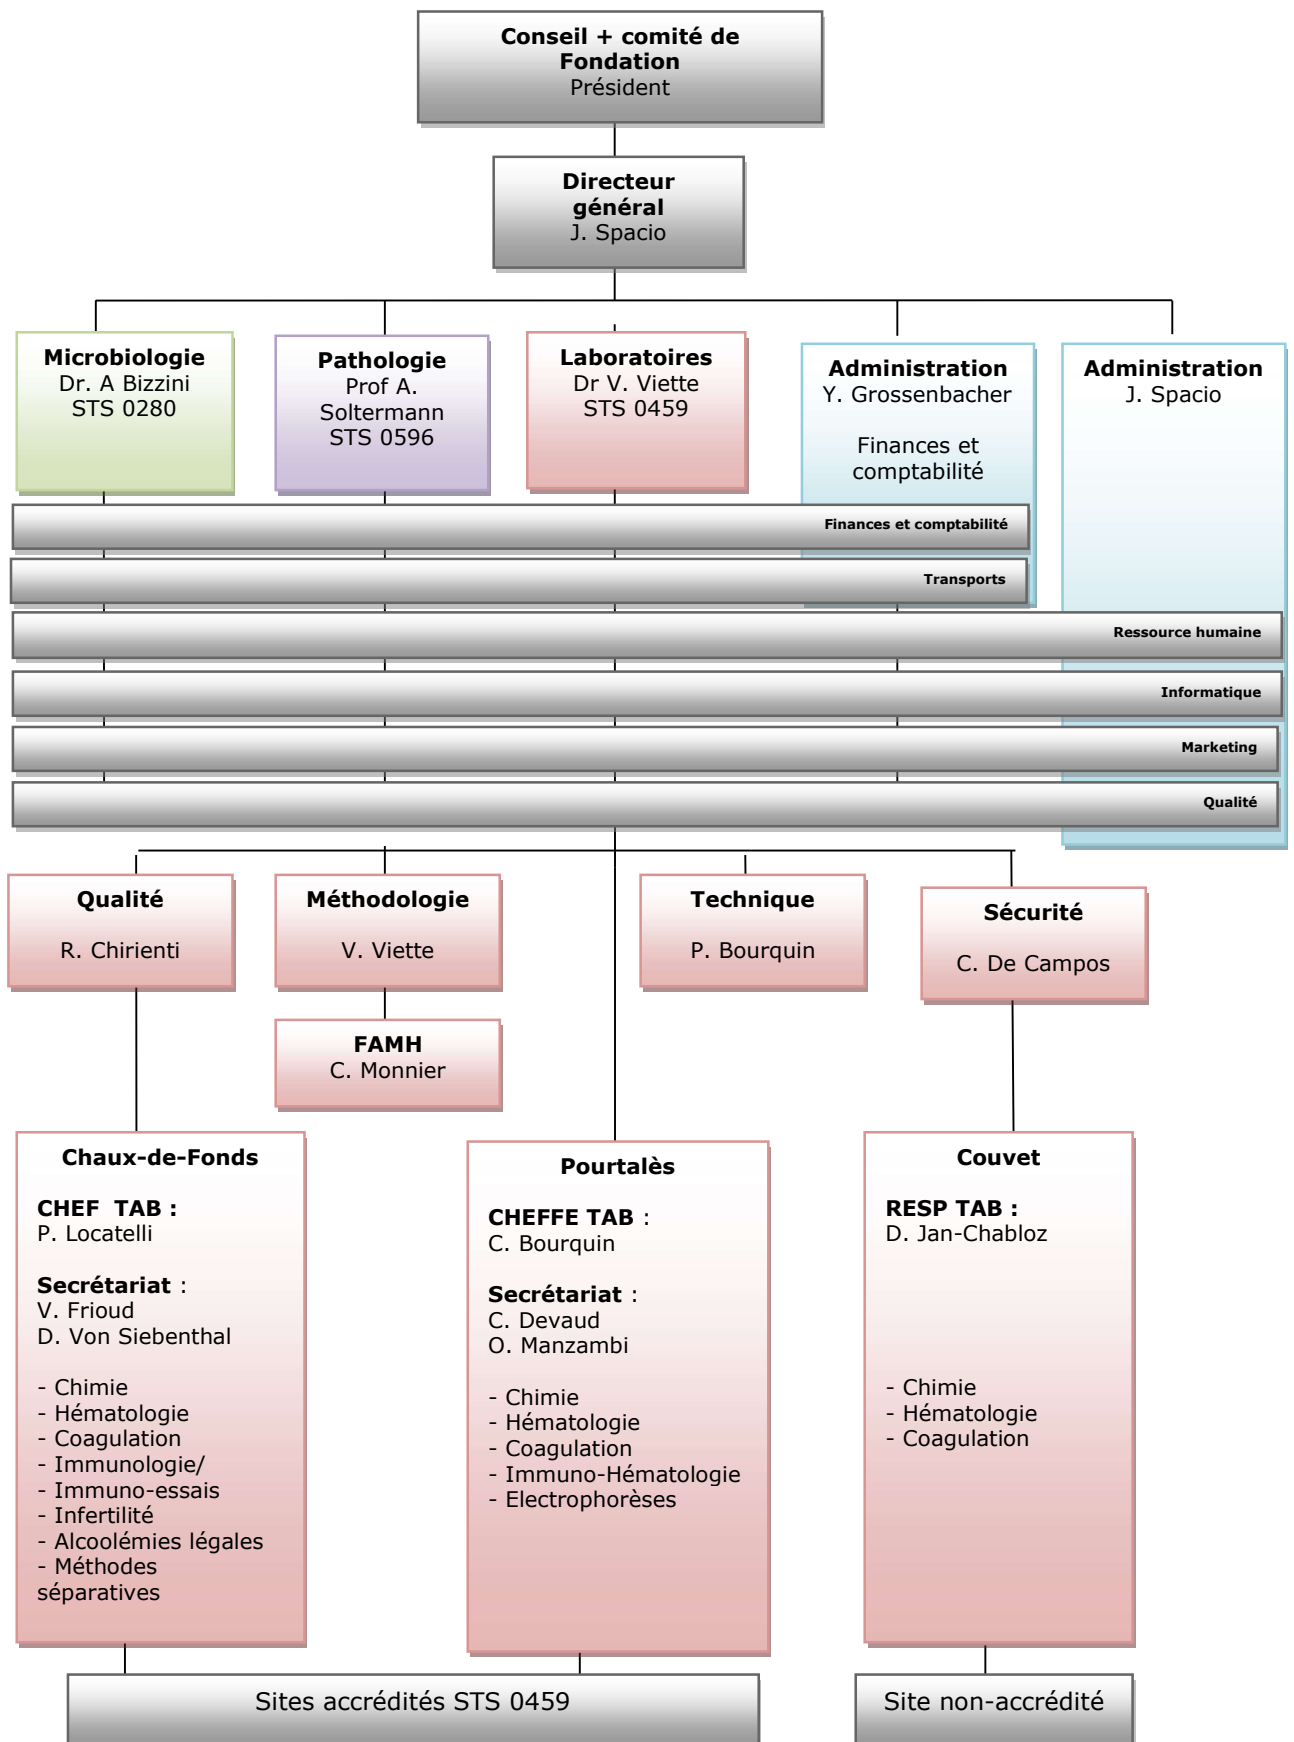 Conseil + comité de
Fondation
Président
Directeur
général
J. Spacio
Microbiologie
Dr. A Bizzini
STS 0280
Pathologie
Prof A.
Soltermann
STS 0596
Laboratoires
Dr V. Viette
STS 0459
Administration
Y. Grossenbacher
Finances et
comptabilité
Administration
J. Spacio
Finances et comptabilité
Transports
Ressource humaine
Informatique
Marketing
Qualité
Qualité
R. Chirienti
Méthodologie
V. Viette
Technique
P. Bourquin
Sécurité
C. De Campos
FAMH
C. Monnier
Chaux-de-Fonds
CHEF TAB :
P. Locatelli
Secrétariat :
V. Frioud
D. Von Siebenthal
- Chimie
- Hématologie
- Coagulation
- Immunologie/
- Immuno-essais
- Infertilité
- Alcoolémies légales
- Méthodes
séparatives
Pourtalès
CHEFFE TAB :
C. Bourquin
Secrétariat :
C. Devaud
O. Manzambi
- Chimie
- Hématologie
- Coagulation
- Immuno-Hématologie
- Electrophorèses
Couvet
RESP TAB :
D. Jan-Chabloz
- Chimie
- Hématologie
- Coagulation
Sites accrédités STS 0459
Site non-accrédité